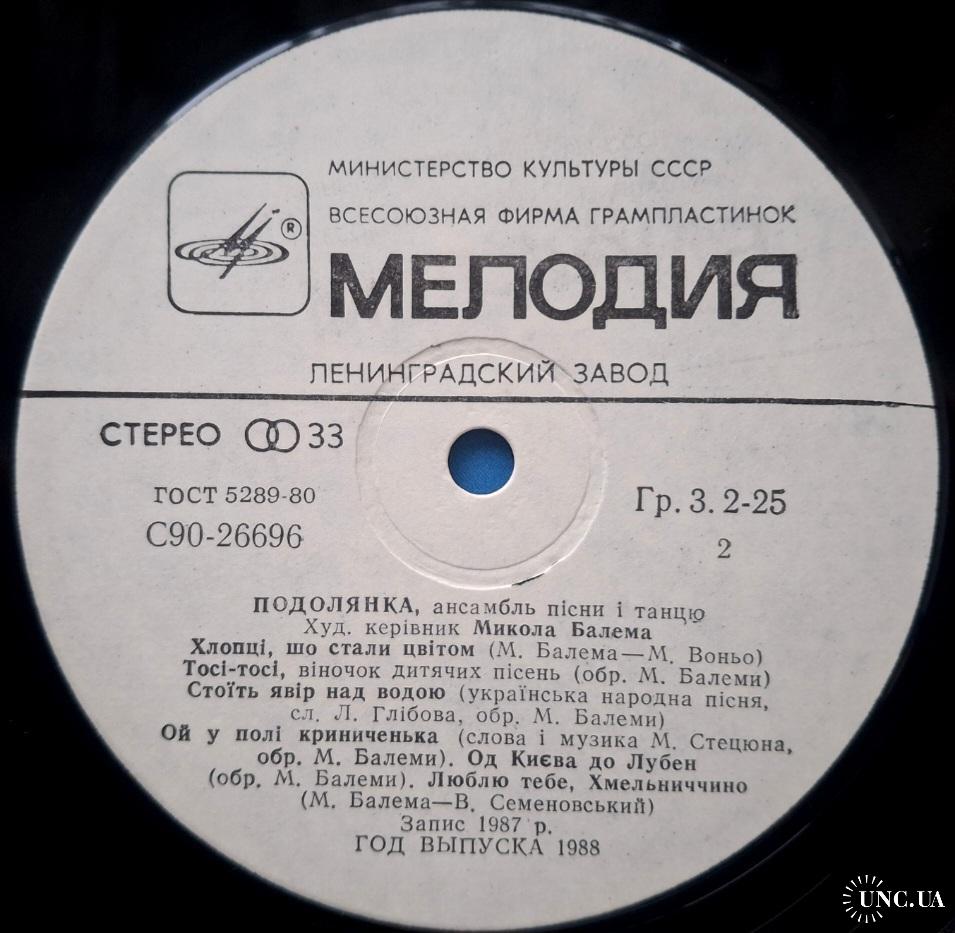 МИНИСТЕРСТВО КУЛЬТУРЫ СССР
ВСЕСОЮЗНАЯ ФИРМА ГРАМПЛАСТИНОК
®
МЕЛОДИЯ
ЛЕНИНГРАДСКИЙ ЗАВОД
СТЕРЕО 33
ГОСТ 5289-80
Гр. 3. 2-25
С90-26696
2
ПОДОЛЯНКА, ансамбль пісни і танцю
Худ. керівник Микола Балема
Хлопці, шо стали цвітом (М. Балема—М. Воньо)
Тосі-тосі, віночок дитячих пісень (обр. М. Балеми)
Стоїть явір над водою (українська народна пісня,
сл. Л. Глібова, обр. М. Балеми)
Ой у полі криниченька (слова і музика М. Стецюна,
обр. М. Балеми). Од Києва до Лубен
(обр. М. Балеми). Люблю тебе, Хмельниччино
(М. Балема—В. Семеновський)
Запис 1987 р.
ГОД ВЫПУСКА 1988
UNC.UA